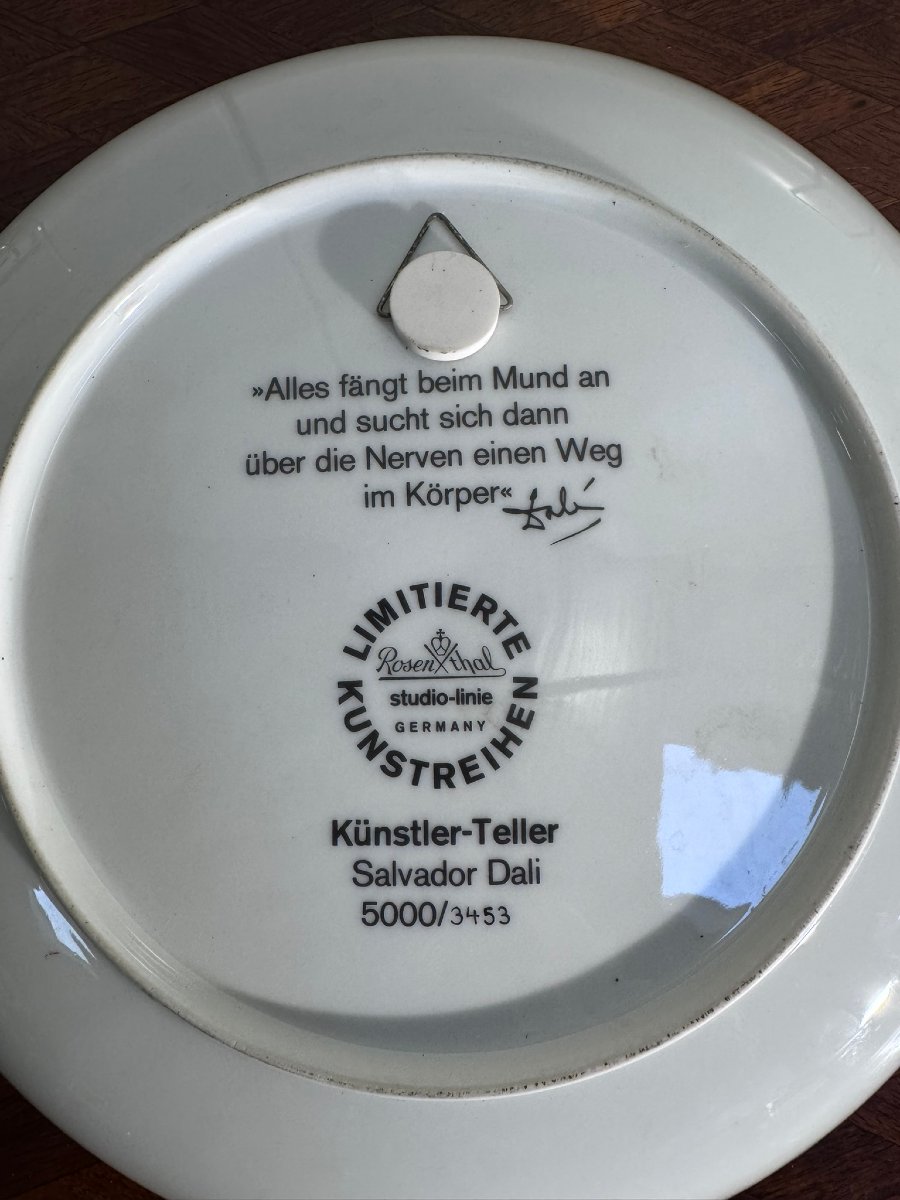 »Alles fängt beim Mund an
und sucht sich dann
über die Nerven einen Weg
im Körper« Dalí
LIMITIERTE
Rosenthal
studio-linie
GERMANY
KUNSTREIHEN
Künstler-Teller
Salvador Dali
5000/3453